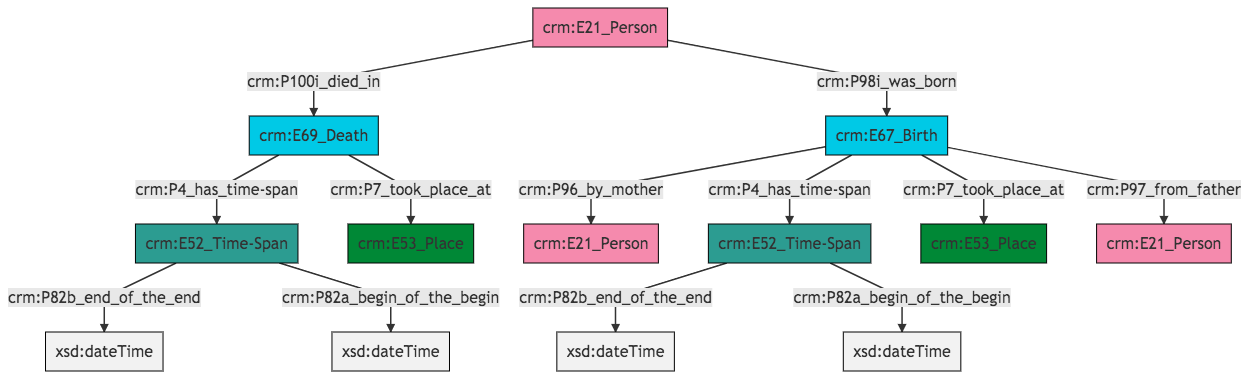 crm:E21_Person
crm:P100i_died_in
crm:P98i_was_born
crm:E69_Death
crm:E67_Birth
crm:P4_has_time-span
crm:P7_took_place_at
crm:P96_by_mother
crm:P4_has_time-span
crm:P7_took_place_at
crm:P97_from_father
crm:E52_Time-Span
crm:E53_Place
crm:E21_Person
crm:E52_Time-Span
crm:E53_Place
crm:E21_Person
crm:P82b_end_of_the_end
crm:P82a_begin_of_the_begin
crm:P82b_end_of_the_end
crm:P82a_begin_of_the_begin
xsd:dateTime
xsd:dateTime
xsd:dateTime
xsd:dateTime